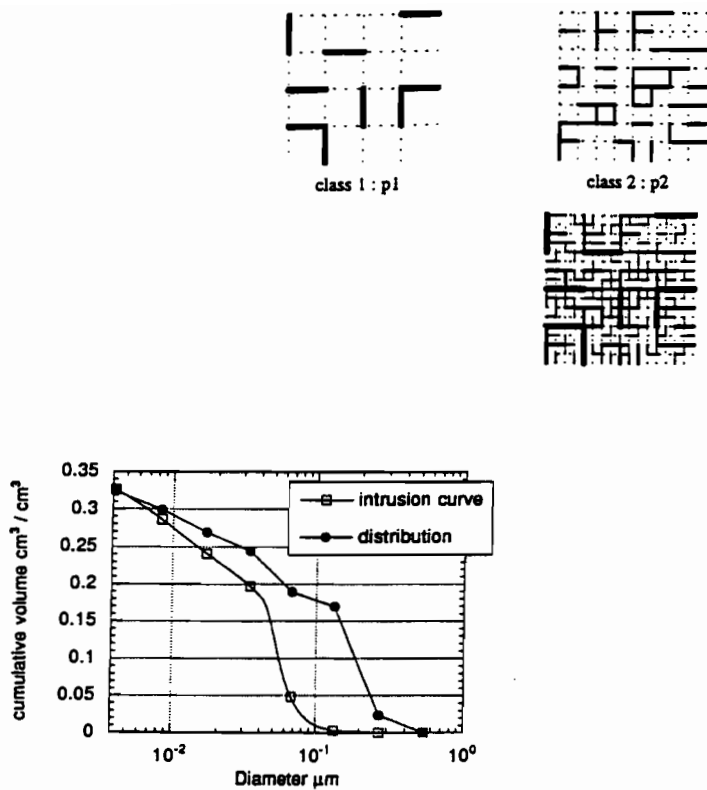 class 1 : p1
class 2 : p2
cumulative volume cm³ / cm³
0.35
0.3
0.25
0.2
0.15
0.1
0.05
0
intrusion curve
distribution
10⁻²
10⁻¹
10⁰
Diameter µm